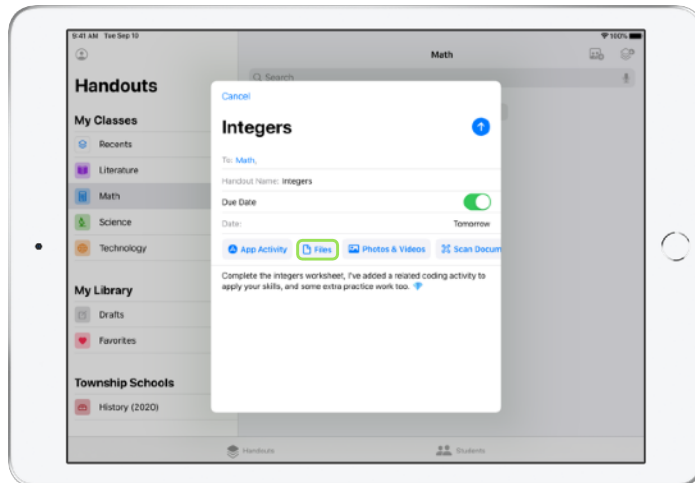 9:41 AM Tue Sep 10
100%
Math
Handouts
Search
My Classes
Recents
Literature
Math
Science
Technology
My Library
Drafts
Favorites
Township Schools
History (2020)
Cancel
Integers
To: Math,
Handout Name: Integers
Due Date
Date: Tomorrow
App Activity Files Photos & Videos Scan Docum
Complete the integers worksheet, I've added a related coding activity to
apply your skills, and some extra practice work too.
Handouts Students